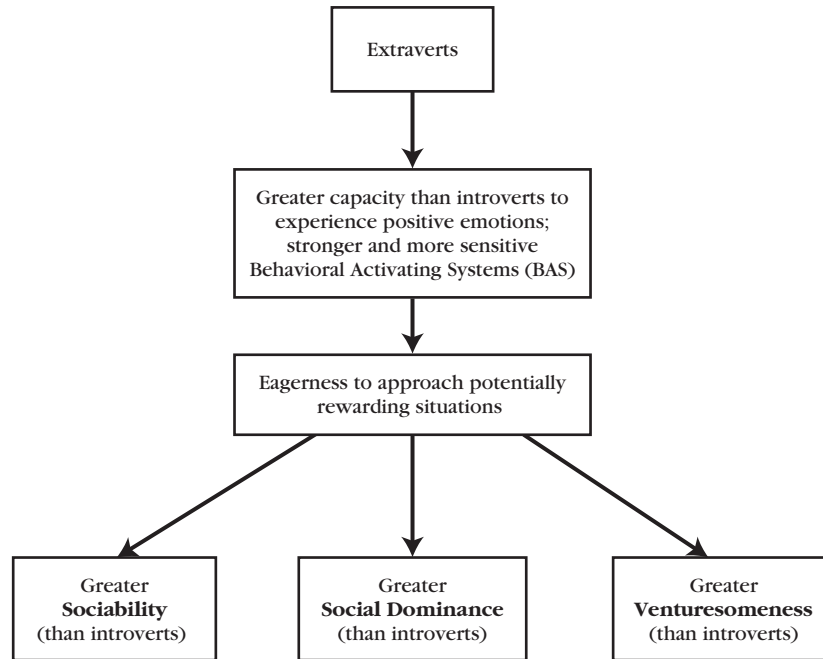 Extraverts
Greater capacity than introverts to
experience positive emotions;
stronger and more sensitive
Behavioral Activating Systems (BAS)
Eagerness to approach potentially
rewarding situations
Greater
Sociability
(than introverts)
Greater
Social Dominance
(than introverts)
Greater
Venturesomeness
(than introverts)